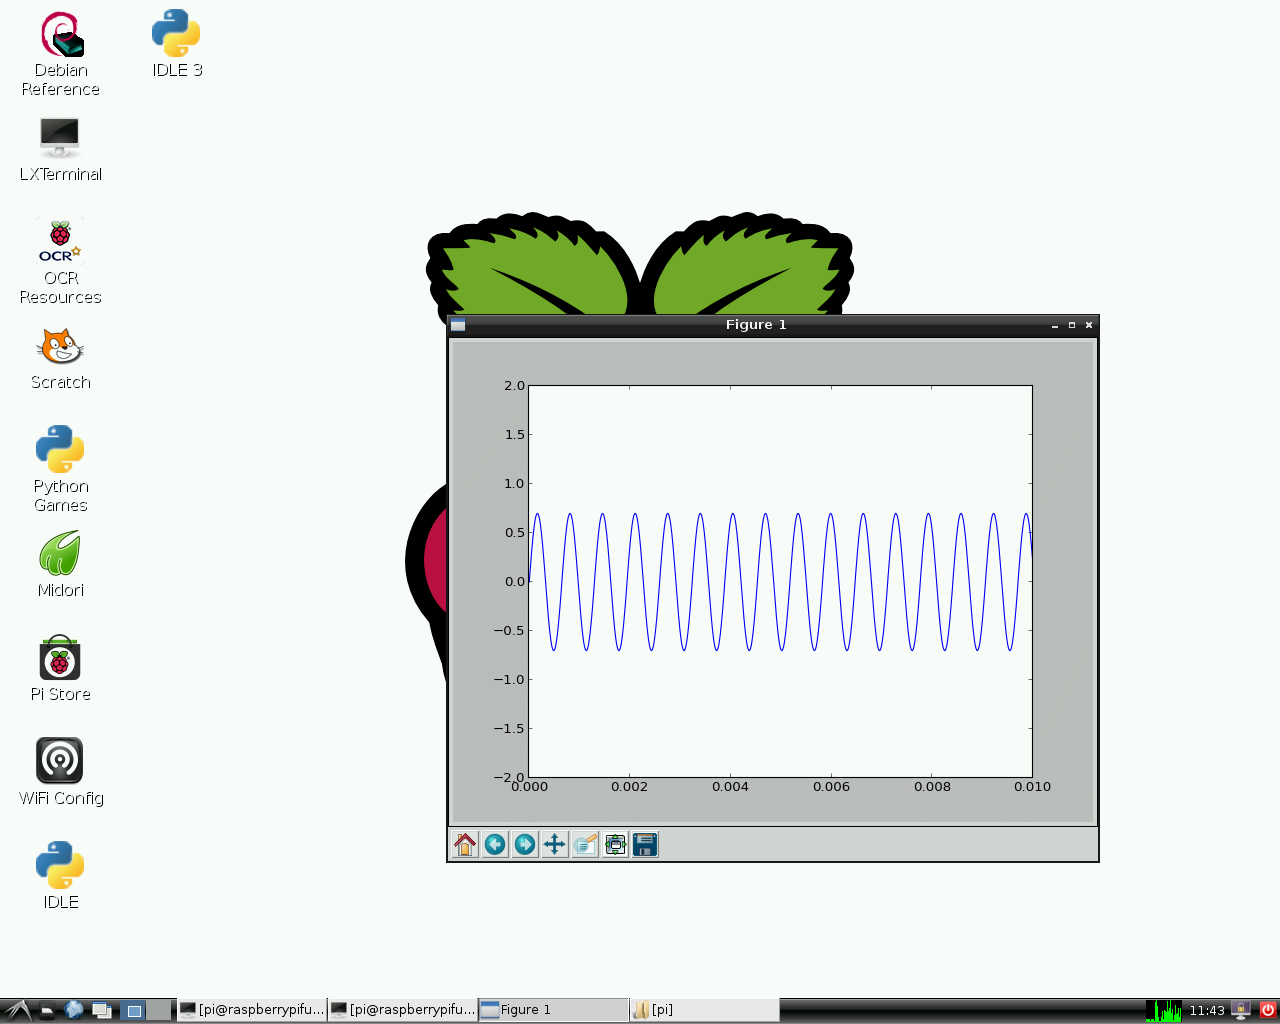 Debian
Reference
IDLE 3
LXTerminal
OCR
OCR
Resources
Scratch
Python
Games
Midori
Pi Store
WiFi Config
IDLE
Figure 1
2.0
1.5
1.0
0.5
0.0
−0.5
−1.0
−1.5
−2.0
0.000 0.002 0.004 0.006 0.008 0.010
[pi@raspberrypifu... [pi@raspberrypifu... Figure 1 [pi] 11:43